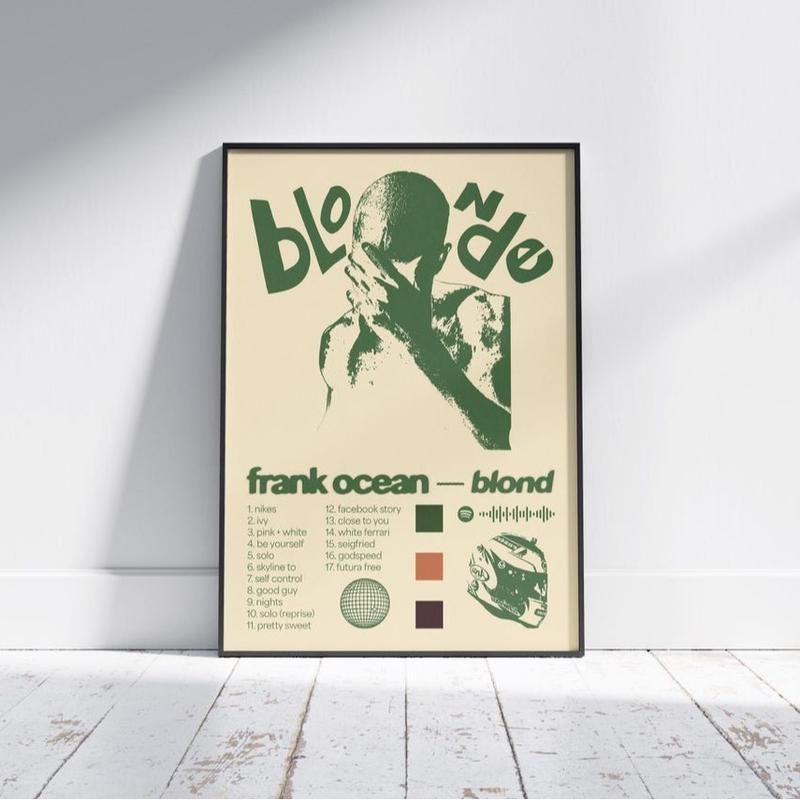 blonde
frank ocean — blond
1. nikes
2. ivy
3. pink + white
4. be yourself
5. solo
6. skyline to
7. self control
8. good guy
9. nights
10. solo (reprise)
11. pretty sweet
12. facebook story
13. close to you
14. white ferrari
15. seigfried
16. godspeed
17. futura free